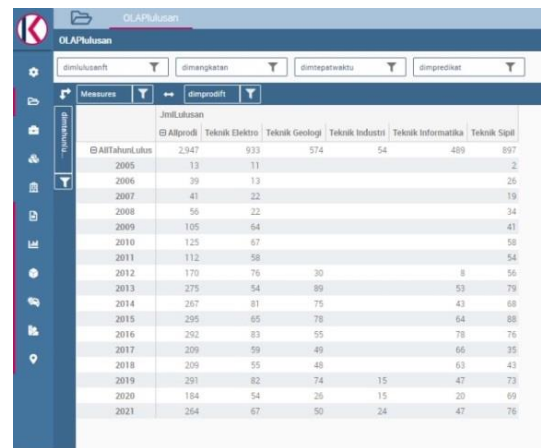 OLAPlulusan
OLAPlulusan
dimlulusanft dimangkatan dimtepatwaktu dimpredikat
Measures dimprodift
JmlLulusan
Allprodi Teknik Elektro Teknik Geologi Teknik Industri Teknik Informatika Teknik Sipil
AllTahunLulus 2,947 933 574 54 489 897
2005 13 11 2
2006 39 13 26
2007 41 22 19
2008 56 22 34
2009 105 64 41
2010 125 67 58
2011 112 58 54
2012 170 76 30 8 56
2013 275 54 89 53 79
2014 267 81 75 43 68
2015 295 65 78 64 88
2016 292 83 55 78 76
2017 209 59 49 66 35
2018 209 55 48 63 43
2019 291 82 74 15 47 73
2020 184 54 26 15 20 69
2021 264 67 50 24 47 76